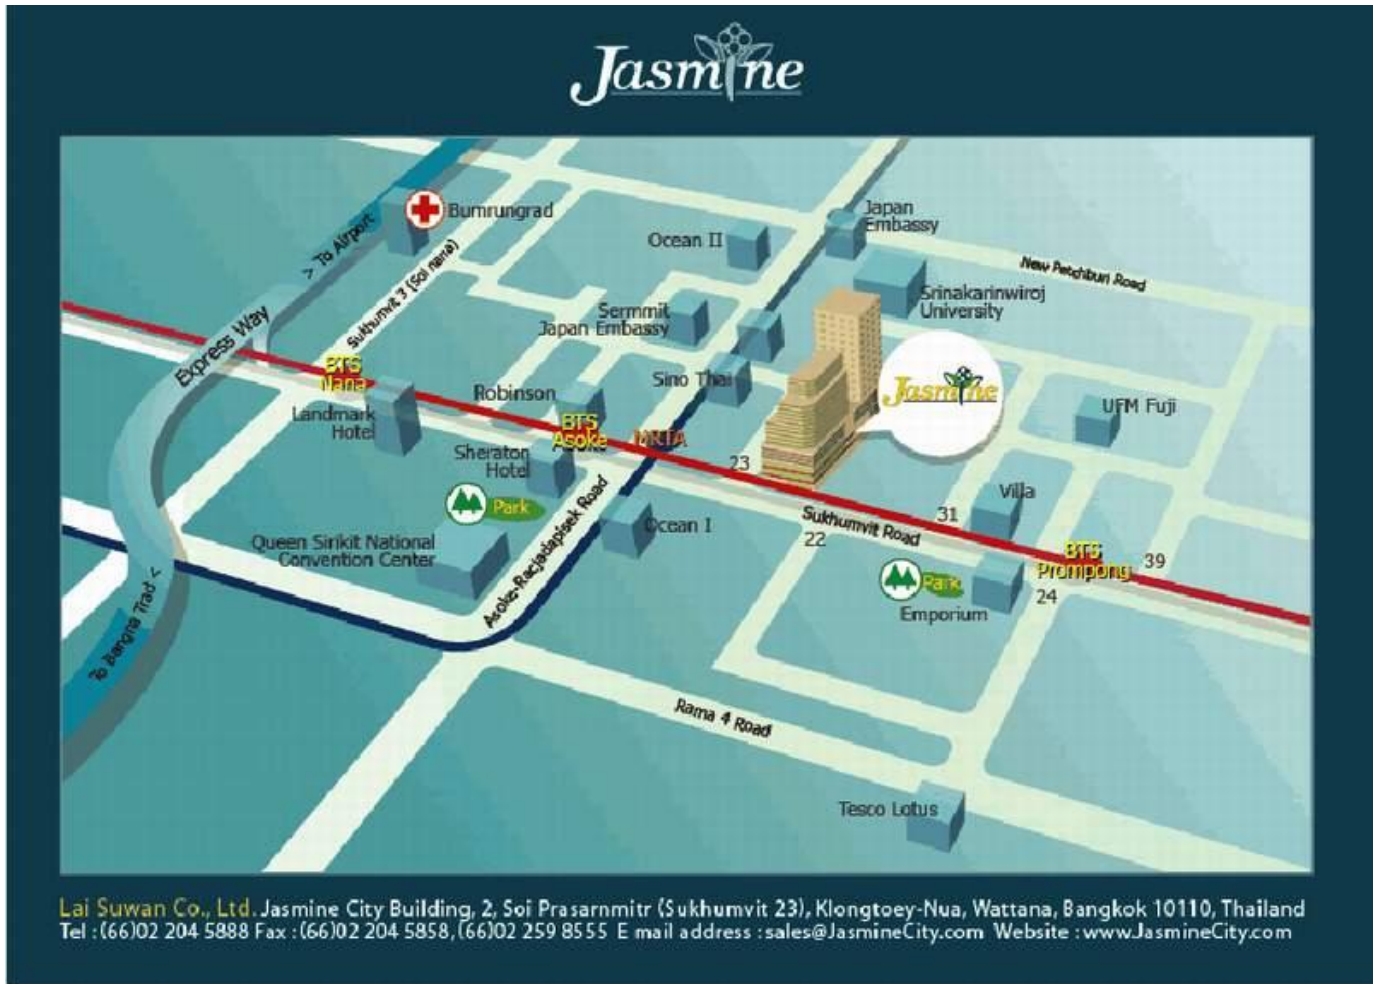 Jasmine
Bumrungrad
Japan
Embassy
Ocean II
> To Airport
Sukhumvit 3 (Soi nana)
New Petchburi Road
Srinakarinwiroj
University
Sermmit
Japan Embassy
Express Way
BTS
Nana
Sino Thai
Jasmine
Robinson
UFM Fuji
Landmark
Hotel
BTS
Asoke
MRTA
Sheraton
Hotel
23
Park
Villa
Sukhumvit Road
31
22
Ocean I
Asoke-Racjadapisek Road
Queen Sirikit National
Convention Center
BTS
Prompong
39
Park
24
Emporium
To Bangna Trad <
Rama 4 Road
Tesco Lotus
Lai Suwan Co., Ltd. Jasmine City Building, 2, Soi Prasarnmitr (Sukhumvit 23), Klongtoey-Nua, Wattana, Bangkok 10110, Thailand
Tel :(66)02 204 5888 Fax :(66)02 204 5858, (66)02 259 8555 E mail address :sales@JasmineCity.com Website :www.JasmineCity.com